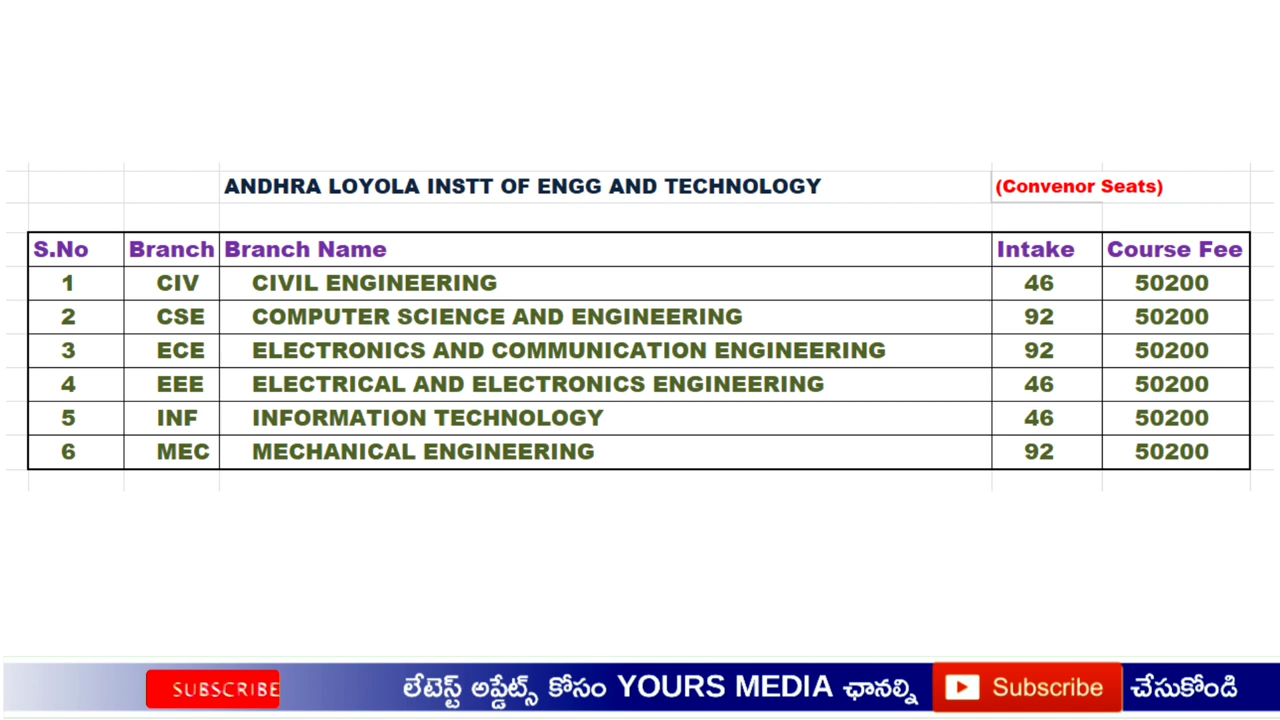 ANDHRA LOYOLA INSTT OF ENGG AND TECHNOLOGY (Convenor Seats)
S.No Branch Branch Name Intake Course Fee
1 CIV CIVIL ENGINEERING 46 50200
2 CSE COMPUTER SCIENCE AND ENGINEERING 92 50200
3 ECE ELECTRONICS AND COMMUNICATION ENGINEERING 92 50200
4 EEE ELECTRICAL AND ELECTRONICS ENGINEERING 46 50200
5 INF INFORMATION TECHNOLOGY 46 50200
6 MEC MECHANICAL ENGINEERING 92 50200
SUBSCRIBE లేటెస్ట్ అప్డేట్స్ కోసం YOURS MEDIA ఛానల్ని Subscribe చేసుకోండి